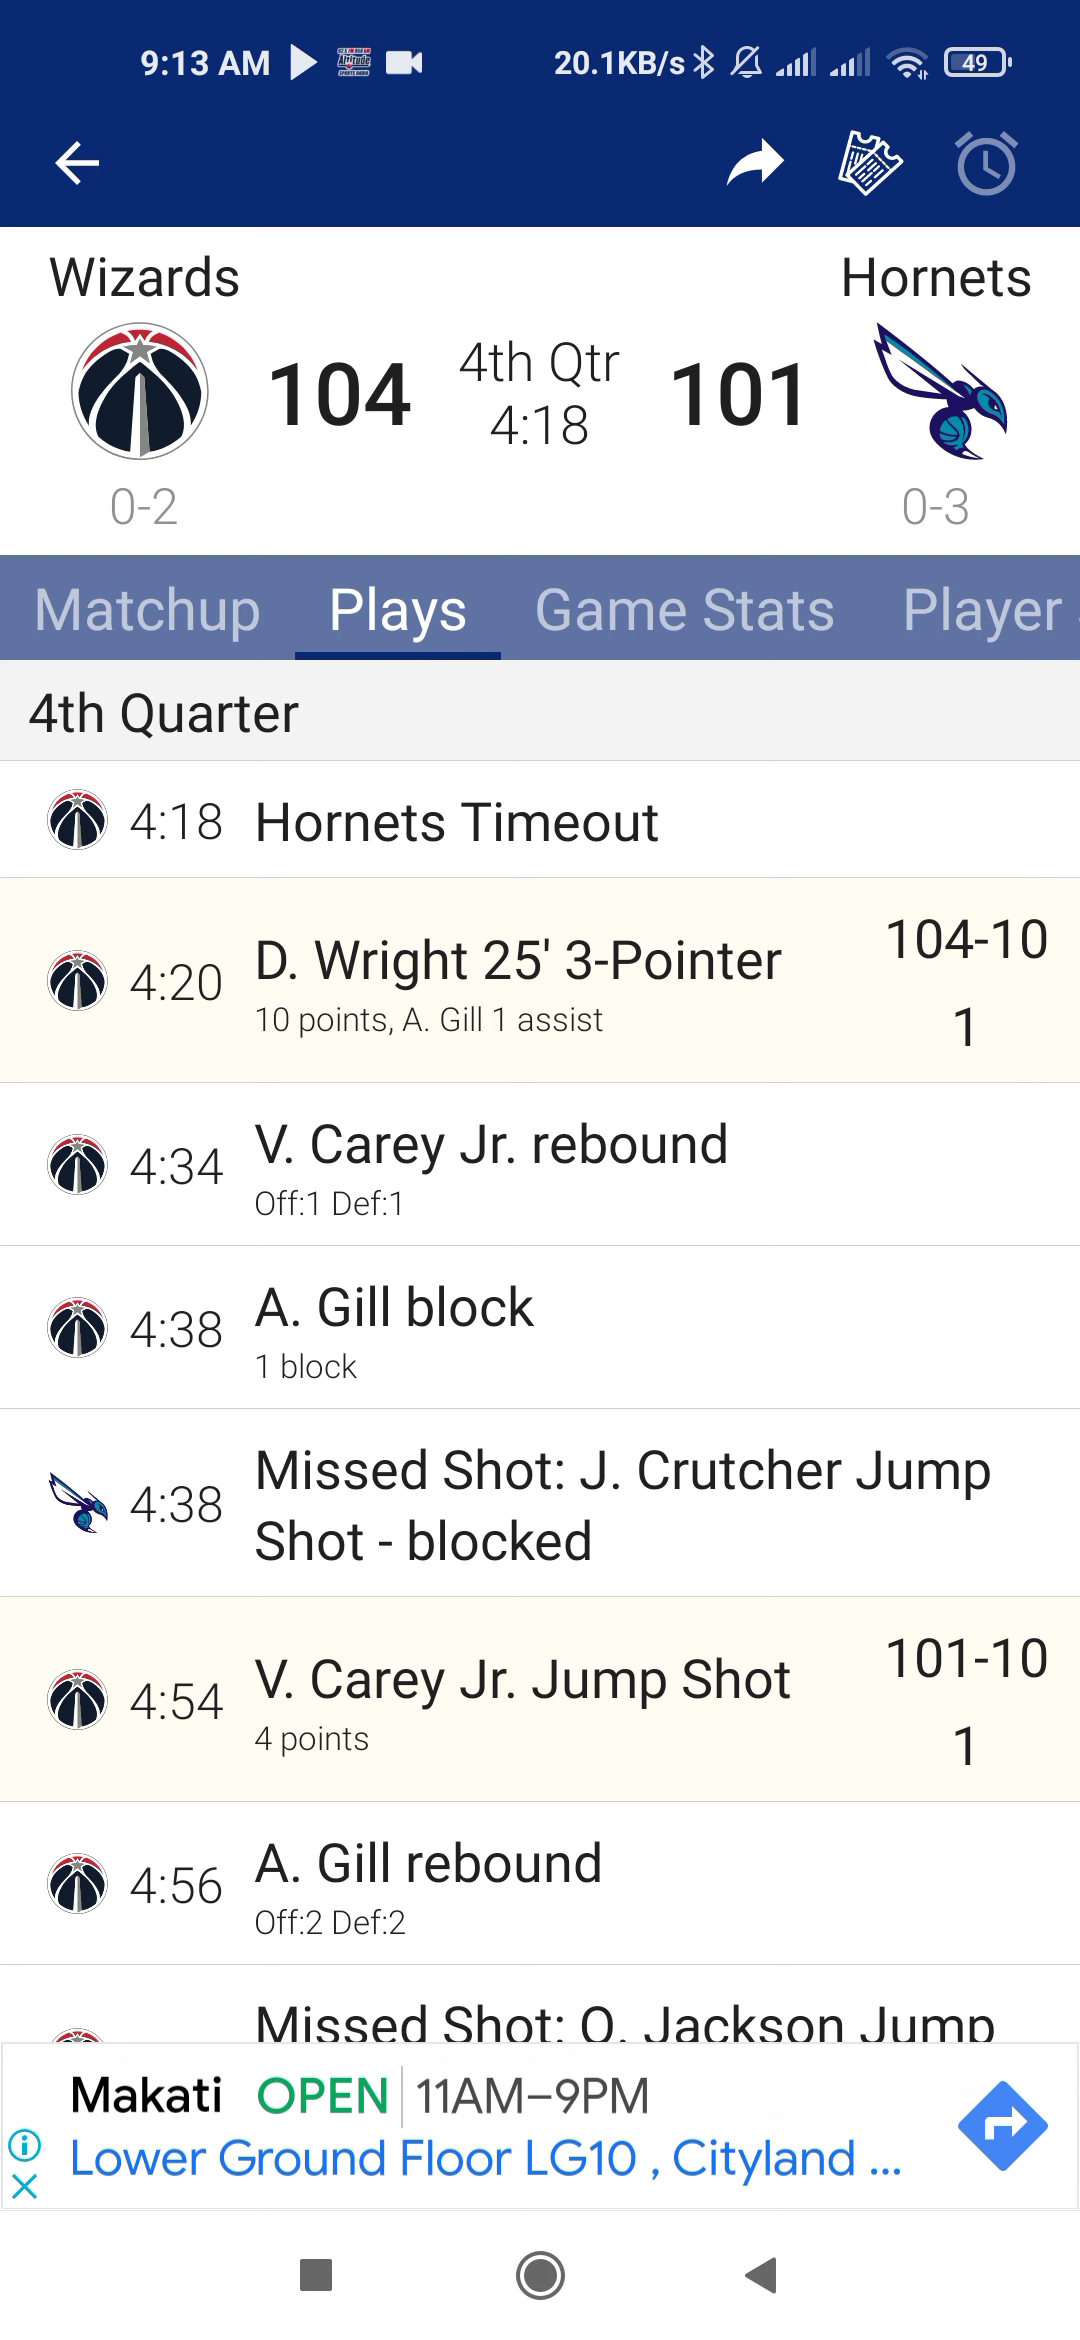 9:13 AM
20.1KB/s
49
Wizards
Hornets
104
4th Qtr
4:18
101
0-2
0-3
Matchup
Plays
Game Stats
Player
4th Quarter
4:18
Hornets Timeout
4:20
D. Wright 25' 3-Pointer
10 points, A. Gill 1 assist
104-10
1
4:34
V. Carey Jr. rebound
Off:1 Def:1
4:38
A. Gill block
1 block
4:38
Missed Shot: J. Crutcher Jump
Shot - blocked
4:54
V. Carey Jr. Jump Shot
4 points
101-10
1
4:56
A. Gill rebound
Off:2 Def:2
Missed Shot: Q. Jackson Jump
Makati OPEN 11AM–9PM
Lower Ground Floor LG10 , Cityland ...